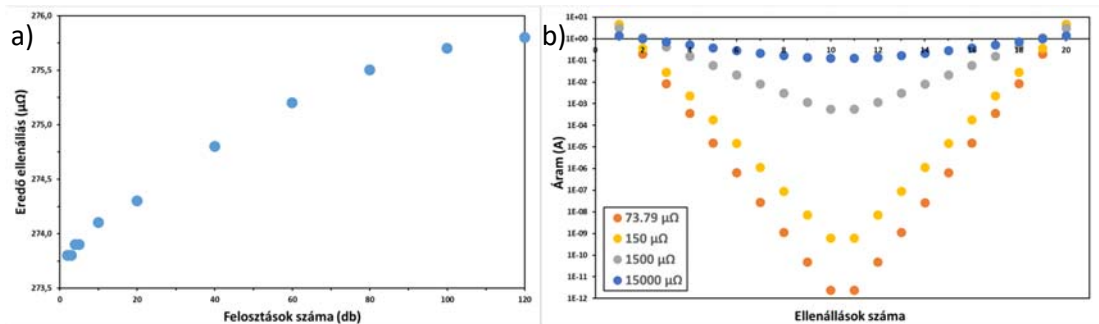 a)
Eredő ellenállás (µΩ)
276,0
275,5
275,0
274,5
274,0
273,5
0 20 40 60 80 100 120
Felosztások száma (db)
b)
Áram (A)
1E+01
1E+00
1E-01
1E-02
1E-03
1E-04
1E-05
1E-06
1E-07
1E-08
1E-09
1E-10
1E-11
1E-12
0 2 4 6 8 10 12 14 16 18 20
73.79 µΩ
150 µΩ
1500 µΩ
15000 µΩ
Ellenállások száma